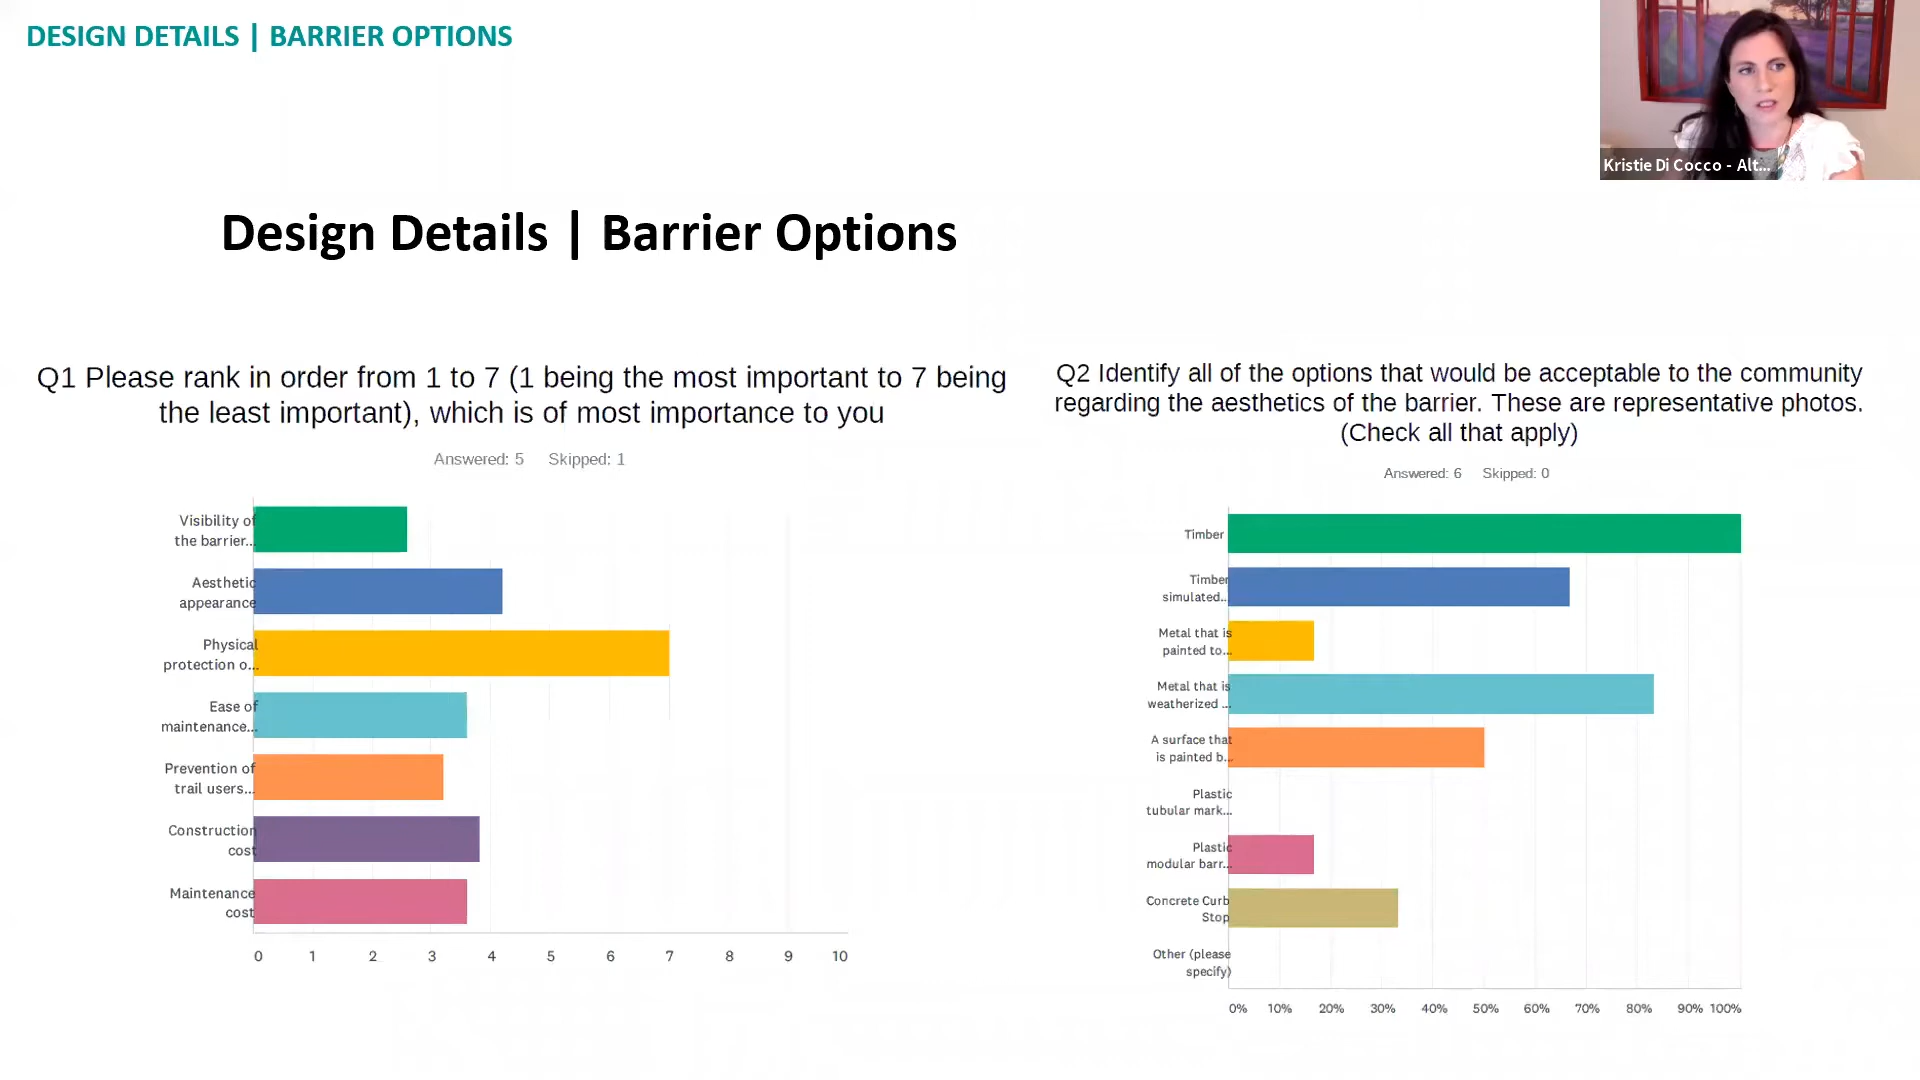 DESIGN DETAILS | BARRIER OPTIONS
Kristie Di Cocco - Alt...
Design Details | Barrier Options
Q1 Please rank in order from 1 to 7 (1 being the most important to 7 being
the least important), which is of most importance to you
Answered: 5 Skipped: 1
Visibility of
the barrier...
Aesthetic
appearance
Physical
protection o...
Ease of
maintenance...
Prevention of
trail users...
Construction
cost
Maintenance
cost
0 1 2 3 4 5 6 7 8 9 10
Q2 Identify all of the options that would be acceptable to the community
regarding the aesthetics of the barrier. These are representative photos.
(Check all that apply)
Answered: 6 Skipped: 0
Timber
Timber
simulated...
Metal that is
painted to...
Metal that is
weatherized ...
A surface that
is painted b...
Plastic
tubular mark...
Plastic
modular barr...
Concrete Curb
Stop
Other (please
specify)
0% 10% 20% 30% 40% 50% 60% 70% 80% 90% 100%